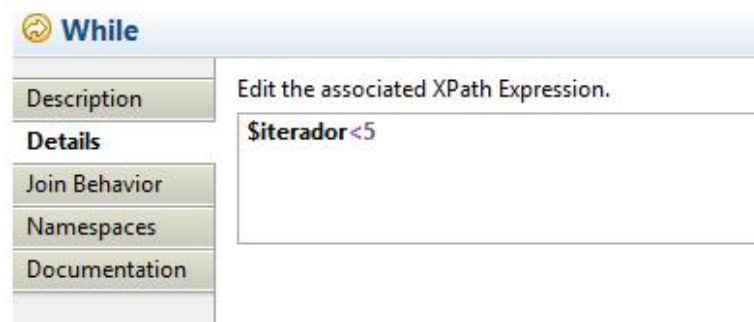 While
Description
Edit the associated XPath Expression.
Details
$iterador<5
Join Behavior
Namespaces
Documentation